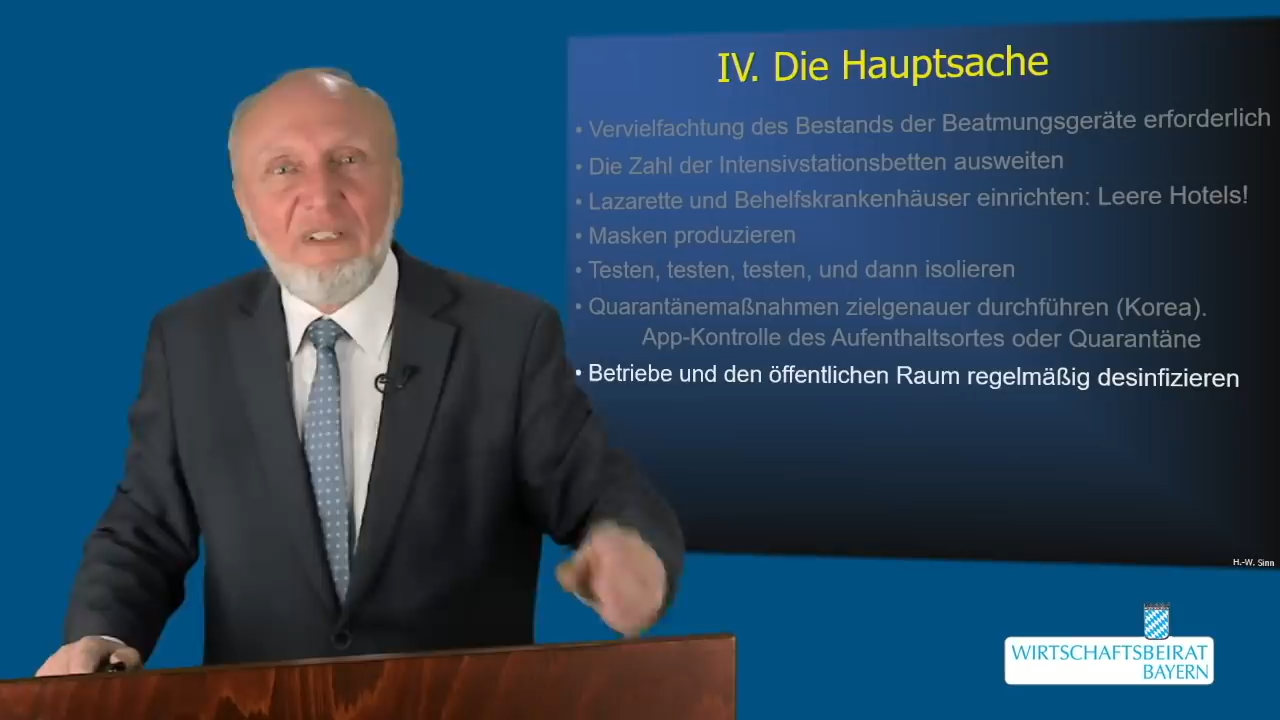 IV. Die Hauptsache
• Vervielfachtung des Bestands der Beatmungsgeräte erforderlich
• Die Zahl der Intensivstationsbetten ausweiten
• Lazarette und Behelfskrankenhäuser einrichten: Leere Hotels!
• Masken produzieren
• Testen, testen, testen, und dann isolieren
• Quarantänemaßnahmen zielgenauer durchführen (Korea).
App-Kontrolle des Aufenthaltsortes oder Quarantäne
• Betriebe und den öffentlichen Raum regelmäßig desinfizieren
H.-W. Sinn
WIRTSCHAFTSBEIRAT
BAYERN